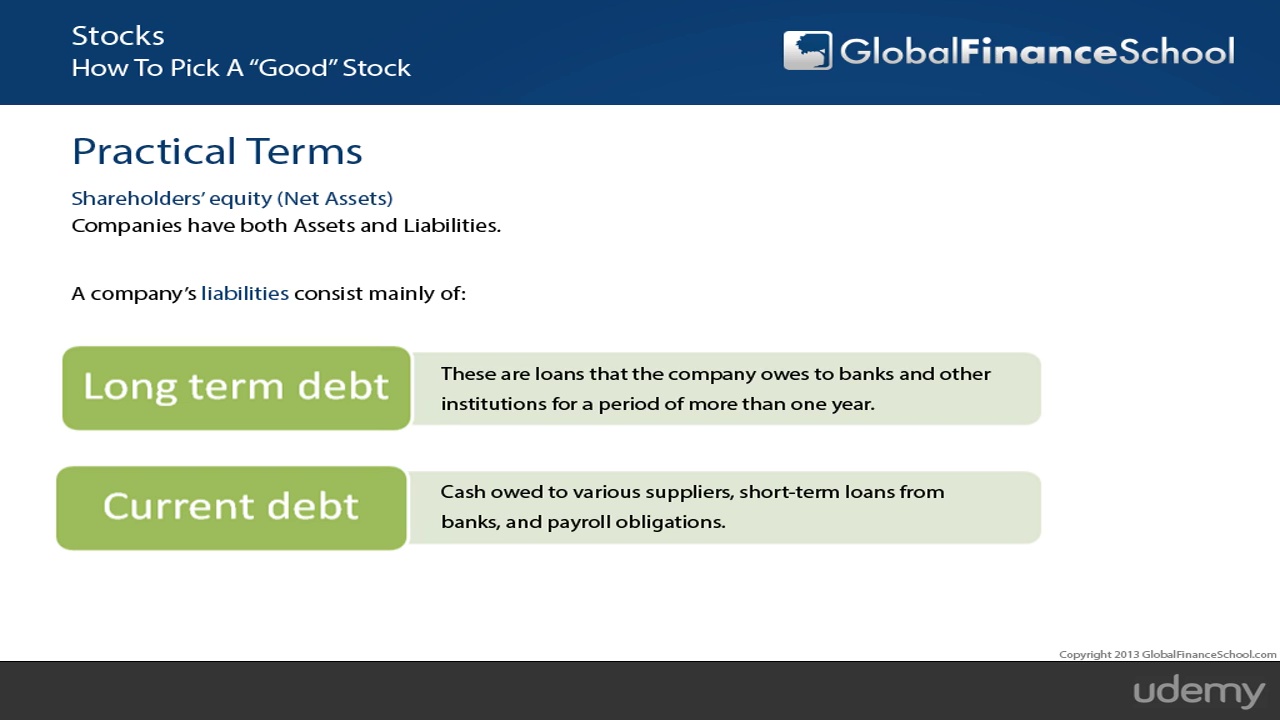 Stocks
How To Pick A “Good” Stock
GlobalFinanceSchool
Practical Terms
Shareholders’ equity (Net Assets)
Companies have both Assets and Liabilities.
A company’s liabilities consist mainly of:
Long term debt
These are loans that the company owes to banks and other
institutions for a period of more than one year.
Current debt
Cash owed to various suppliers, short-term loans from
banks, and payroll obligations.
Copyright 2013 GlobalFinanceSchool.com
udemy